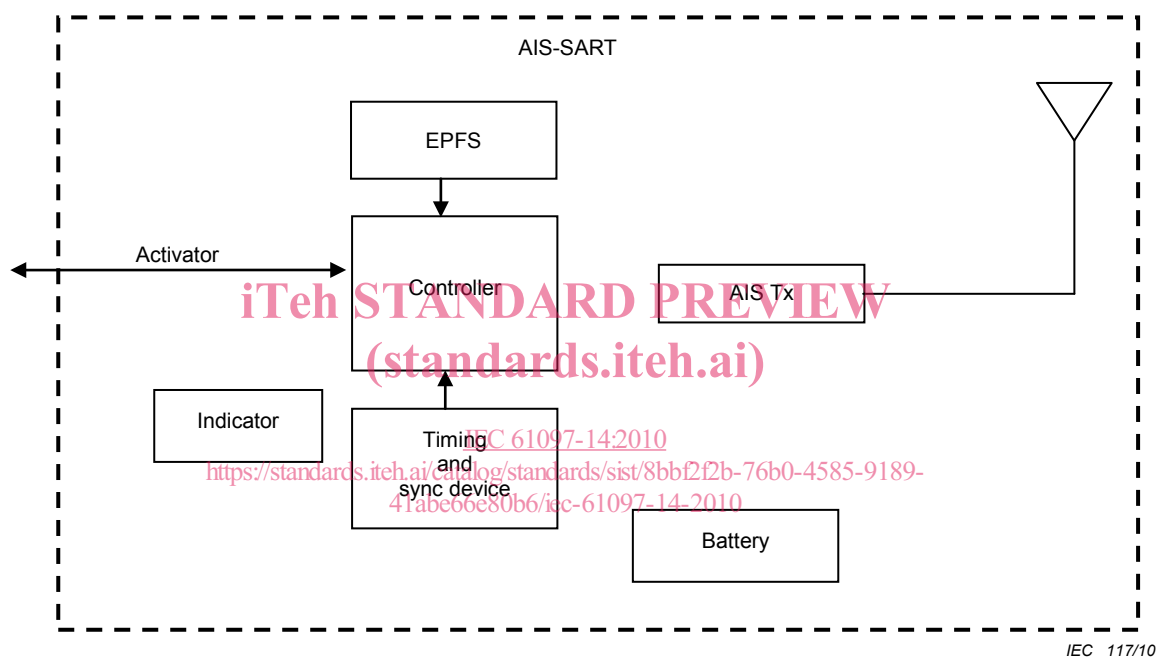 AIS-SART
EPFS
Activator
Controller
AIS Tx
iTeh STANDARD PREVIEW
(standards.iteh.ai)
Indicator
Timing
and
sync device
IEC 61097-14:2010
https://standards.iteh.ai/catalog/standards/sist/8bbf2f2b-76b0-4585-9189-
41abe66e80b6/iec-61097-14-2010
Battery
IEC 117/10